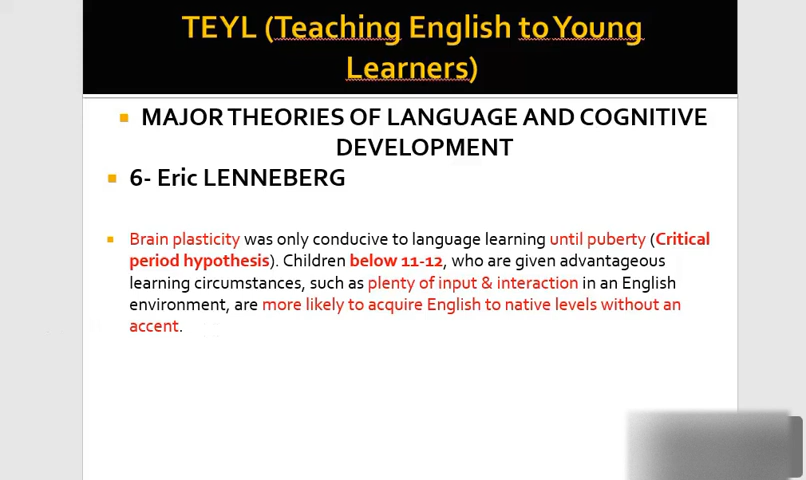 TEYL (Teaching English to Young
Learners)
MAJOR THEORIES OF LANGUAGE AND COGNITIVE
DEVELOPMENT
6- Eric LENNEBERG
Brain plasticity was only conducive to language learning until puberty (Critical
period hypothesis). Children below 11-12, who are given advantageous
learning circumstances, such as plenty of input & interaction in an English
environment, are more likely to acquire English to native levels without an
accent.